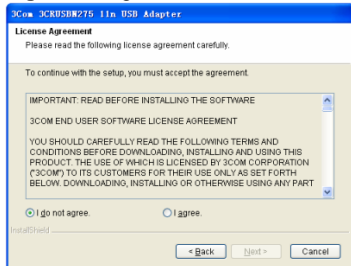 3Com 3CRUSBN275 11n USB Adapter
License Agreement
Please read the following license agreement carefully.
To continue with the setup, you must accept the agreement.
IMPORTANT: READ BEFORE INSTALLING THE SOFTWARE
3COM END USER SOFTWARE LICENSE AGREEMENT
YOU SHOULD CAREFULLY READ THE FOLLOWING TERMS AND
CONDITIONS BEFORE DOWNLOADING, INSTALLING AND USING THIS
PRODUCT. THE USE OF WHICH IS LICENSED BY 3COM CORPORATION
("3COM") TO ITS CUSTOMERS FOR THEIR USE ONLY AS SET FORTH
BELOW. DOWNLOADING, INSTALLING OR OTHERWISE USING ANY PART
I do not agree. I agree.
InstallShield
< Back Next > Cancel